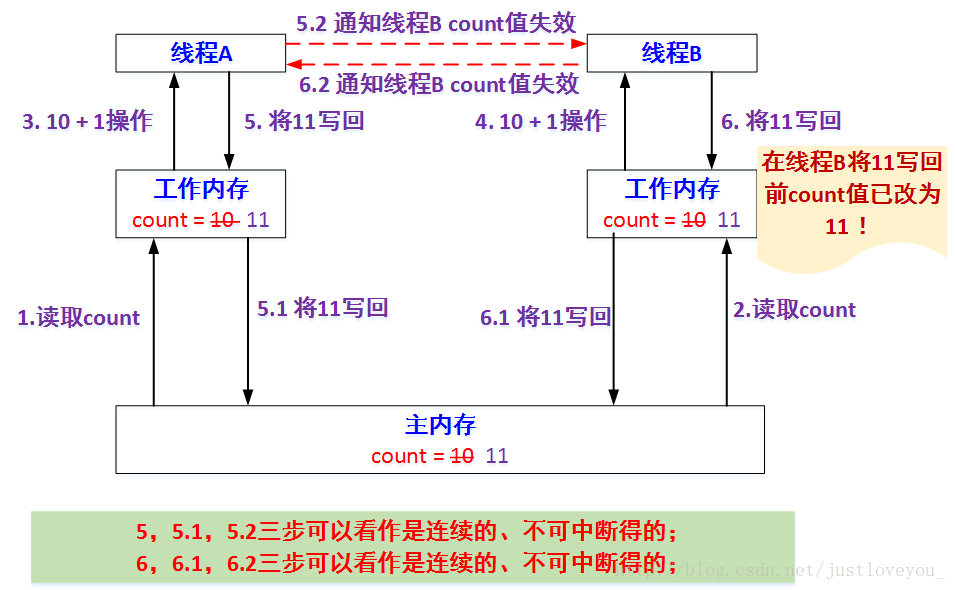 5.2 通知线程B count值失效
线程A
线程B
6.2 通知线程B count值失效
3. 10 + 1操作
5. 将11写回
4. 10 + 1操作
6. 将11写回
工作内存
count = 10 11
工作内存
count = 10 11
在线程B将11写回
前count值已改为
11 ！
1.读取count
5.1 将11写回
6.1 将11写回
2.读取count
主内存
count = 10 11
5，5.1，5.2三步可以看作是连续的、不可中断得的；
6，6.1，6.2三步可以看作是连续的、不可中断得的；
http://blog.csdn.net/justloveyou_